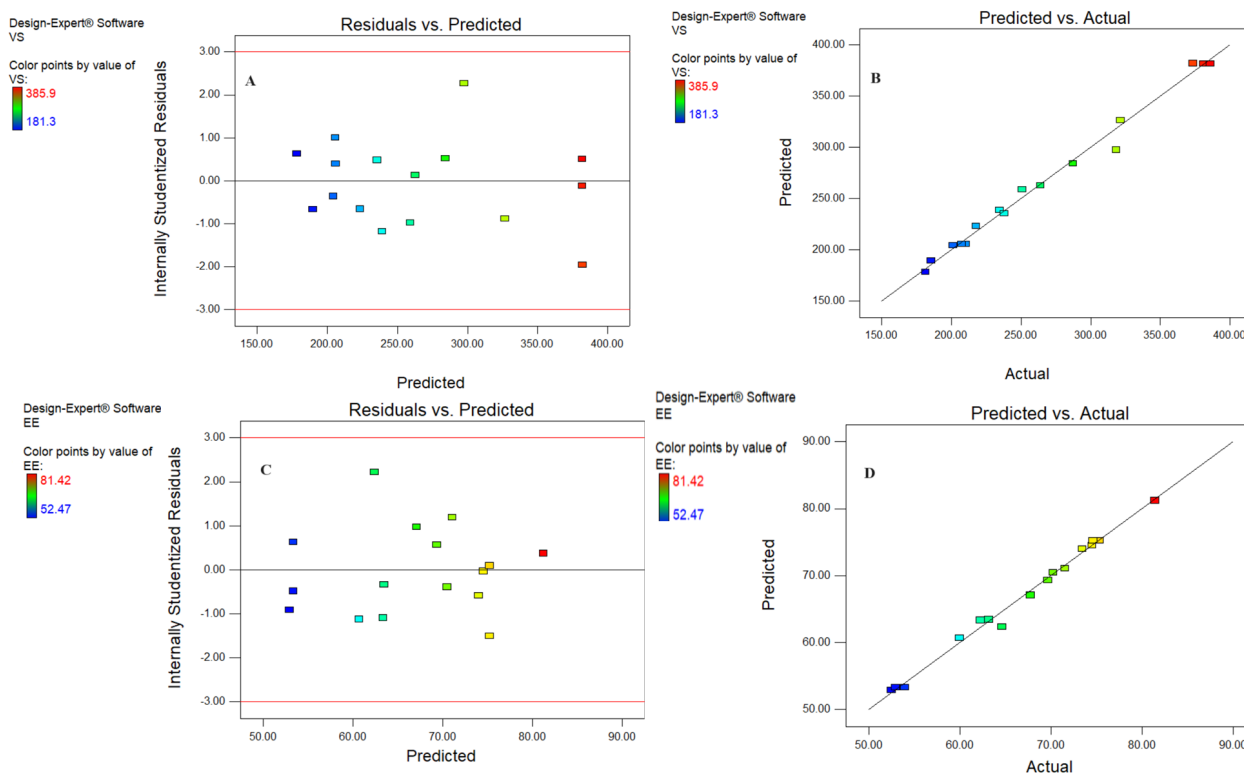 Design-Expert® Software
VS
Color points by value of
VS:
385.9
181.3
Residuals vs. Predicted
A
Internally Studentized Residuals
3.00
2.00
1.00
0.00
-1.00
-2.00
-3.00
150.00 200.00 250.00 300.00 350.00 400.00
Predicted
Design-Expert® Software
VS
Color points by value of
VS:
385.9
181.3
Predicted vs. Actual
B
Predicted
400.00
350.00
300.00
250.00
200.00
150.00
150.00 200.00 250.00 300.00 350.00 400.00
Actual
Design-Expert® Software
EE
Color points by value of
EE:
81.42
52.47
Residuals vs. Predicted
C
Internally Studentized Residuals
3.00
2.00
1.00
0.00
-1.00
-2.00
-3.00
50.00 60.00 70.00 80.00 90.00
Predicted
Design-Expert® Software
EE
Color points by value of
EE:
81.42
52.47
Predicted vs. Actual
D
Predicted
90.00
80.00
70.00
60.00
50.00
50.00 60.00 70.00 80.00 90.00
Actual